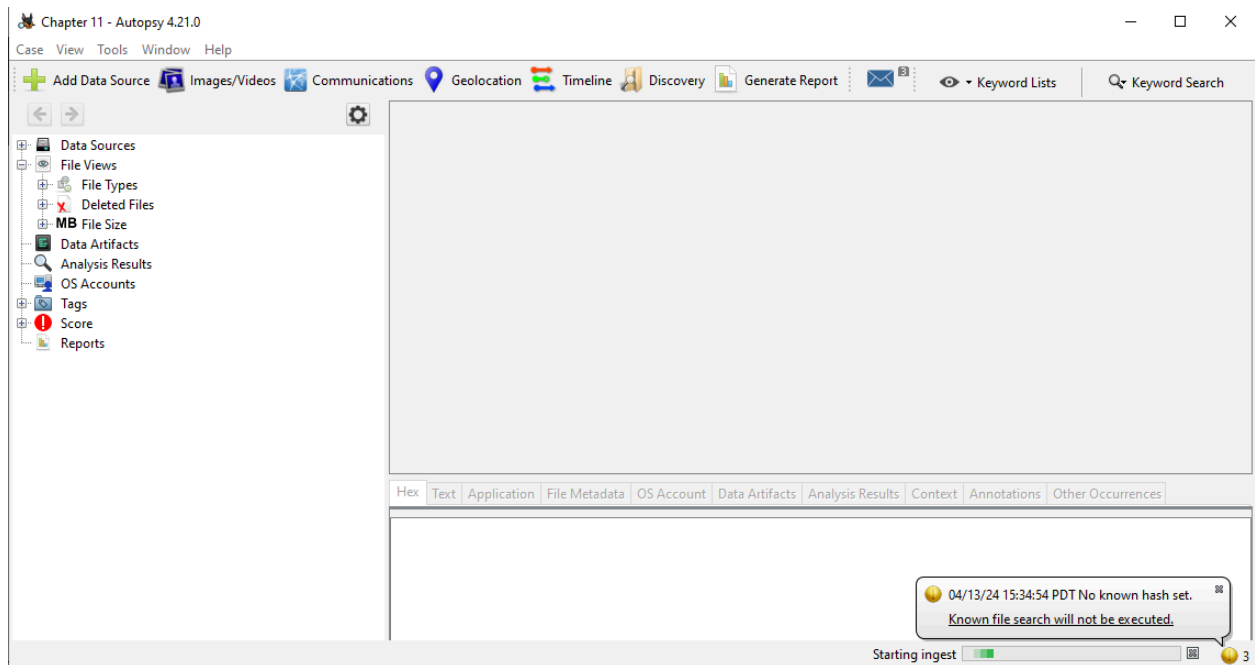 Chapter 11 - Autopsy 4.21.0
Case View Tools Window Help
Add Data Source Images/Videos Communications Geolocation Timeline Discovery Generate Report 3 Keyword Lists Keyword Search
Data Sources
File Views
File Types
Deleted Files
MB File Size
Data Artifacts
Analysis Results
OS Accounts
Tags
Score
Reports
Hex Text Application File Metadata OS Account Data Artifacts Analysis Results Context Annotations Other Occurrences
04/13/24 15:34:54 PDT No known hash set.
Known file search will not be executed.
Starting ingest 3